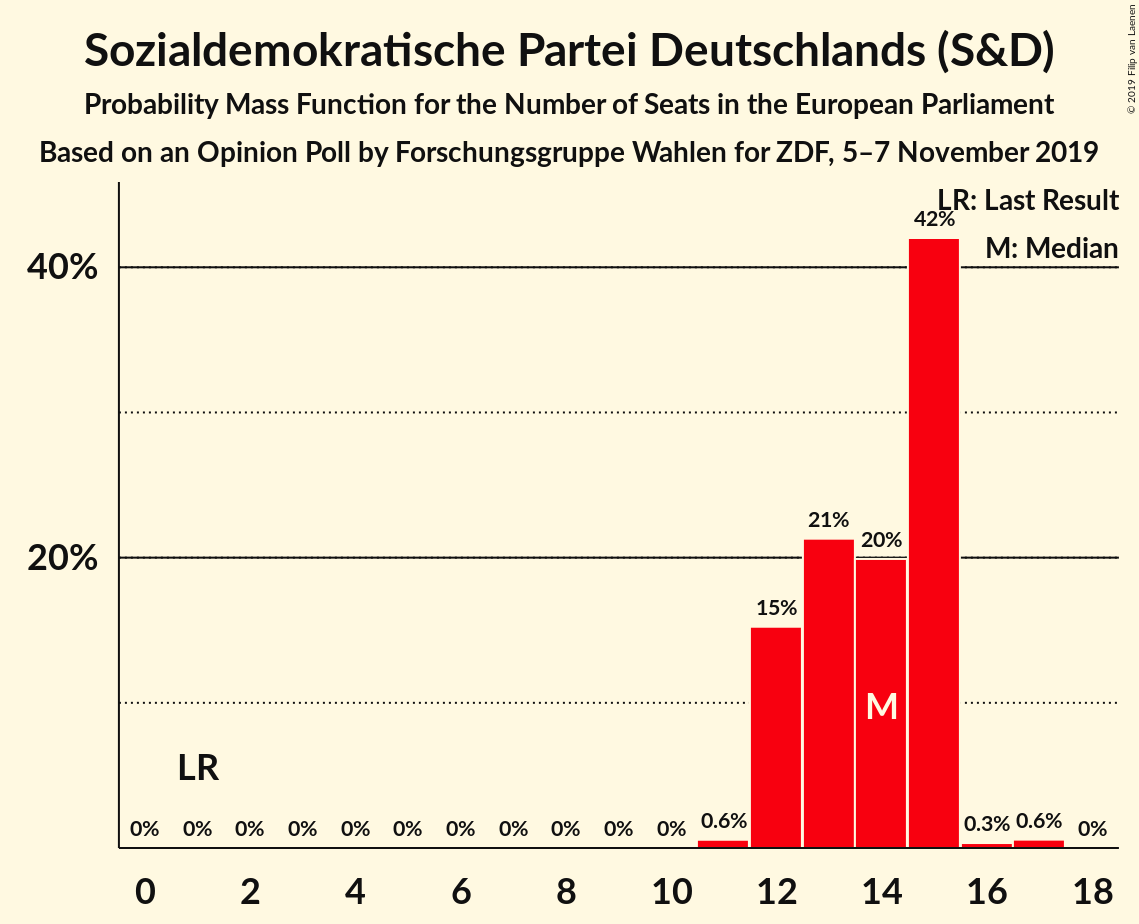 Sozialdemokratische Partei Deutschlands (S&D)
Probability Mass Function for the Number of Seats in the European Parliament
Based on an Opinion Poll by Forschungsgruppe Wahlen for ZDF, 5–7 November 2019
© 2019 Filip van Laenen
LR: Last Result
M: Median
40%
20%
42%
21%
20%
15%
M
LR
0% 0% 0% 0% 0% 0% 0% 0% 0% 0% 0% 0.6% 0.3% 0.6% 0%
0 2 4 6 8 10 12 14 16 18